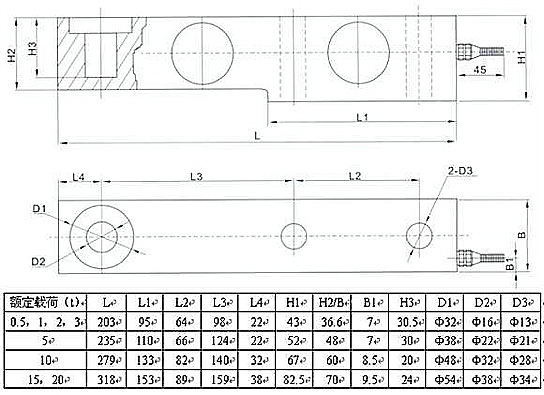 H2
H3
H1
45
L1
L
L4
L3
L2
2-D3
D1
D2
B
B1
额定载荷（t） L L1 L2 L3 L4 H1 H2/B B1 H3 D1 D2 D3
0.5，1，2，3 203 95 64 98 22 43 36.6 7 30.5 Φ32 Φ16 Φ13
5 235 110 66 124 22 52 48 7 30 Φ38 Φ22 Φ21
10 279 133 82 140 32 67 60 8.5 20 Φ48 Φ32 Φ28
15，20 318 153 89 159 38 82.5 70 9.5 24 Φ54 Φ38 Φ34